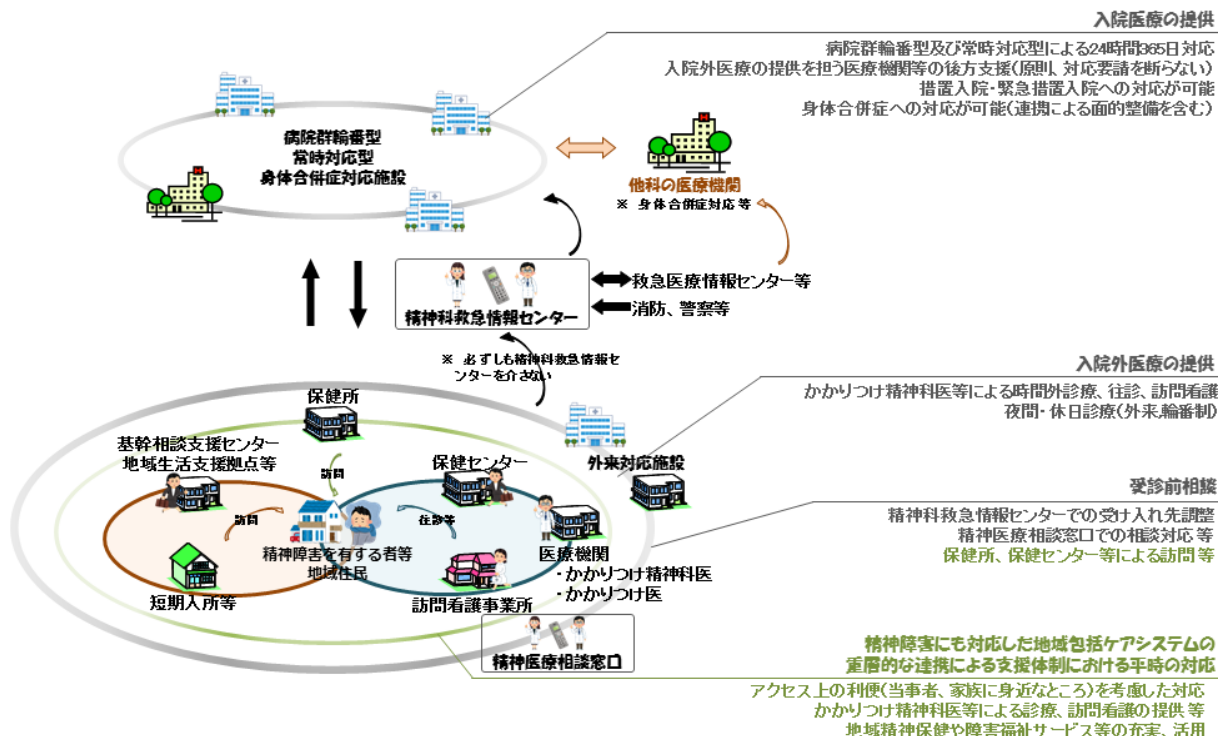 入院医療の提供
病院群輪番型及び常時対応型による24時間365日対応
入院外医療の提供を担う医療機関等の後方支援(原則、対応要請を断らない)
措置入院・緊急措置入院への対応が可能
身体合併症への対応が可能(連携による面的整備を含む)
病院群輪番型
常時対応型
身体合併症対応施設
他科の医療機関
※ 身体合併症対応等
救急医療情報センター等
消防、警察等
精神科救急情報センター
※ 必ずしも精神科救急情報セ
ンターを介さない
入院外医療の提供
かかりつけ精神科医等による時間外診療、往診、訪問看護
夜間・休日診療(外来,輪番制)
保健所
基幹相談支援センター
地域生活支援拠点等
訪問
保健センター
外来対応施設
訪問
往診等
精神障害を有する者等
地域住民
医療機関
・かかりつけ精神科医
・かかりつけ医
短期入所等
訪問看護事業所
精神医療相談窓口
受診前相談
精神科救急情報センターでの受け入れ先調整
精神医療相談窓口での相談対応 等
保健所、保健センター等による訪問 等
精神障害にも対応した地域包括ケアシステムの
重層的な連携による支援体制における平時の対応
アクセス上の利便(当事者、家族に身近なところ)を考慮した対応
かかりつけ精神科医等による診療、訪問看護の提供 等
地域精神保健や障害福祉サービス等の充実、活用